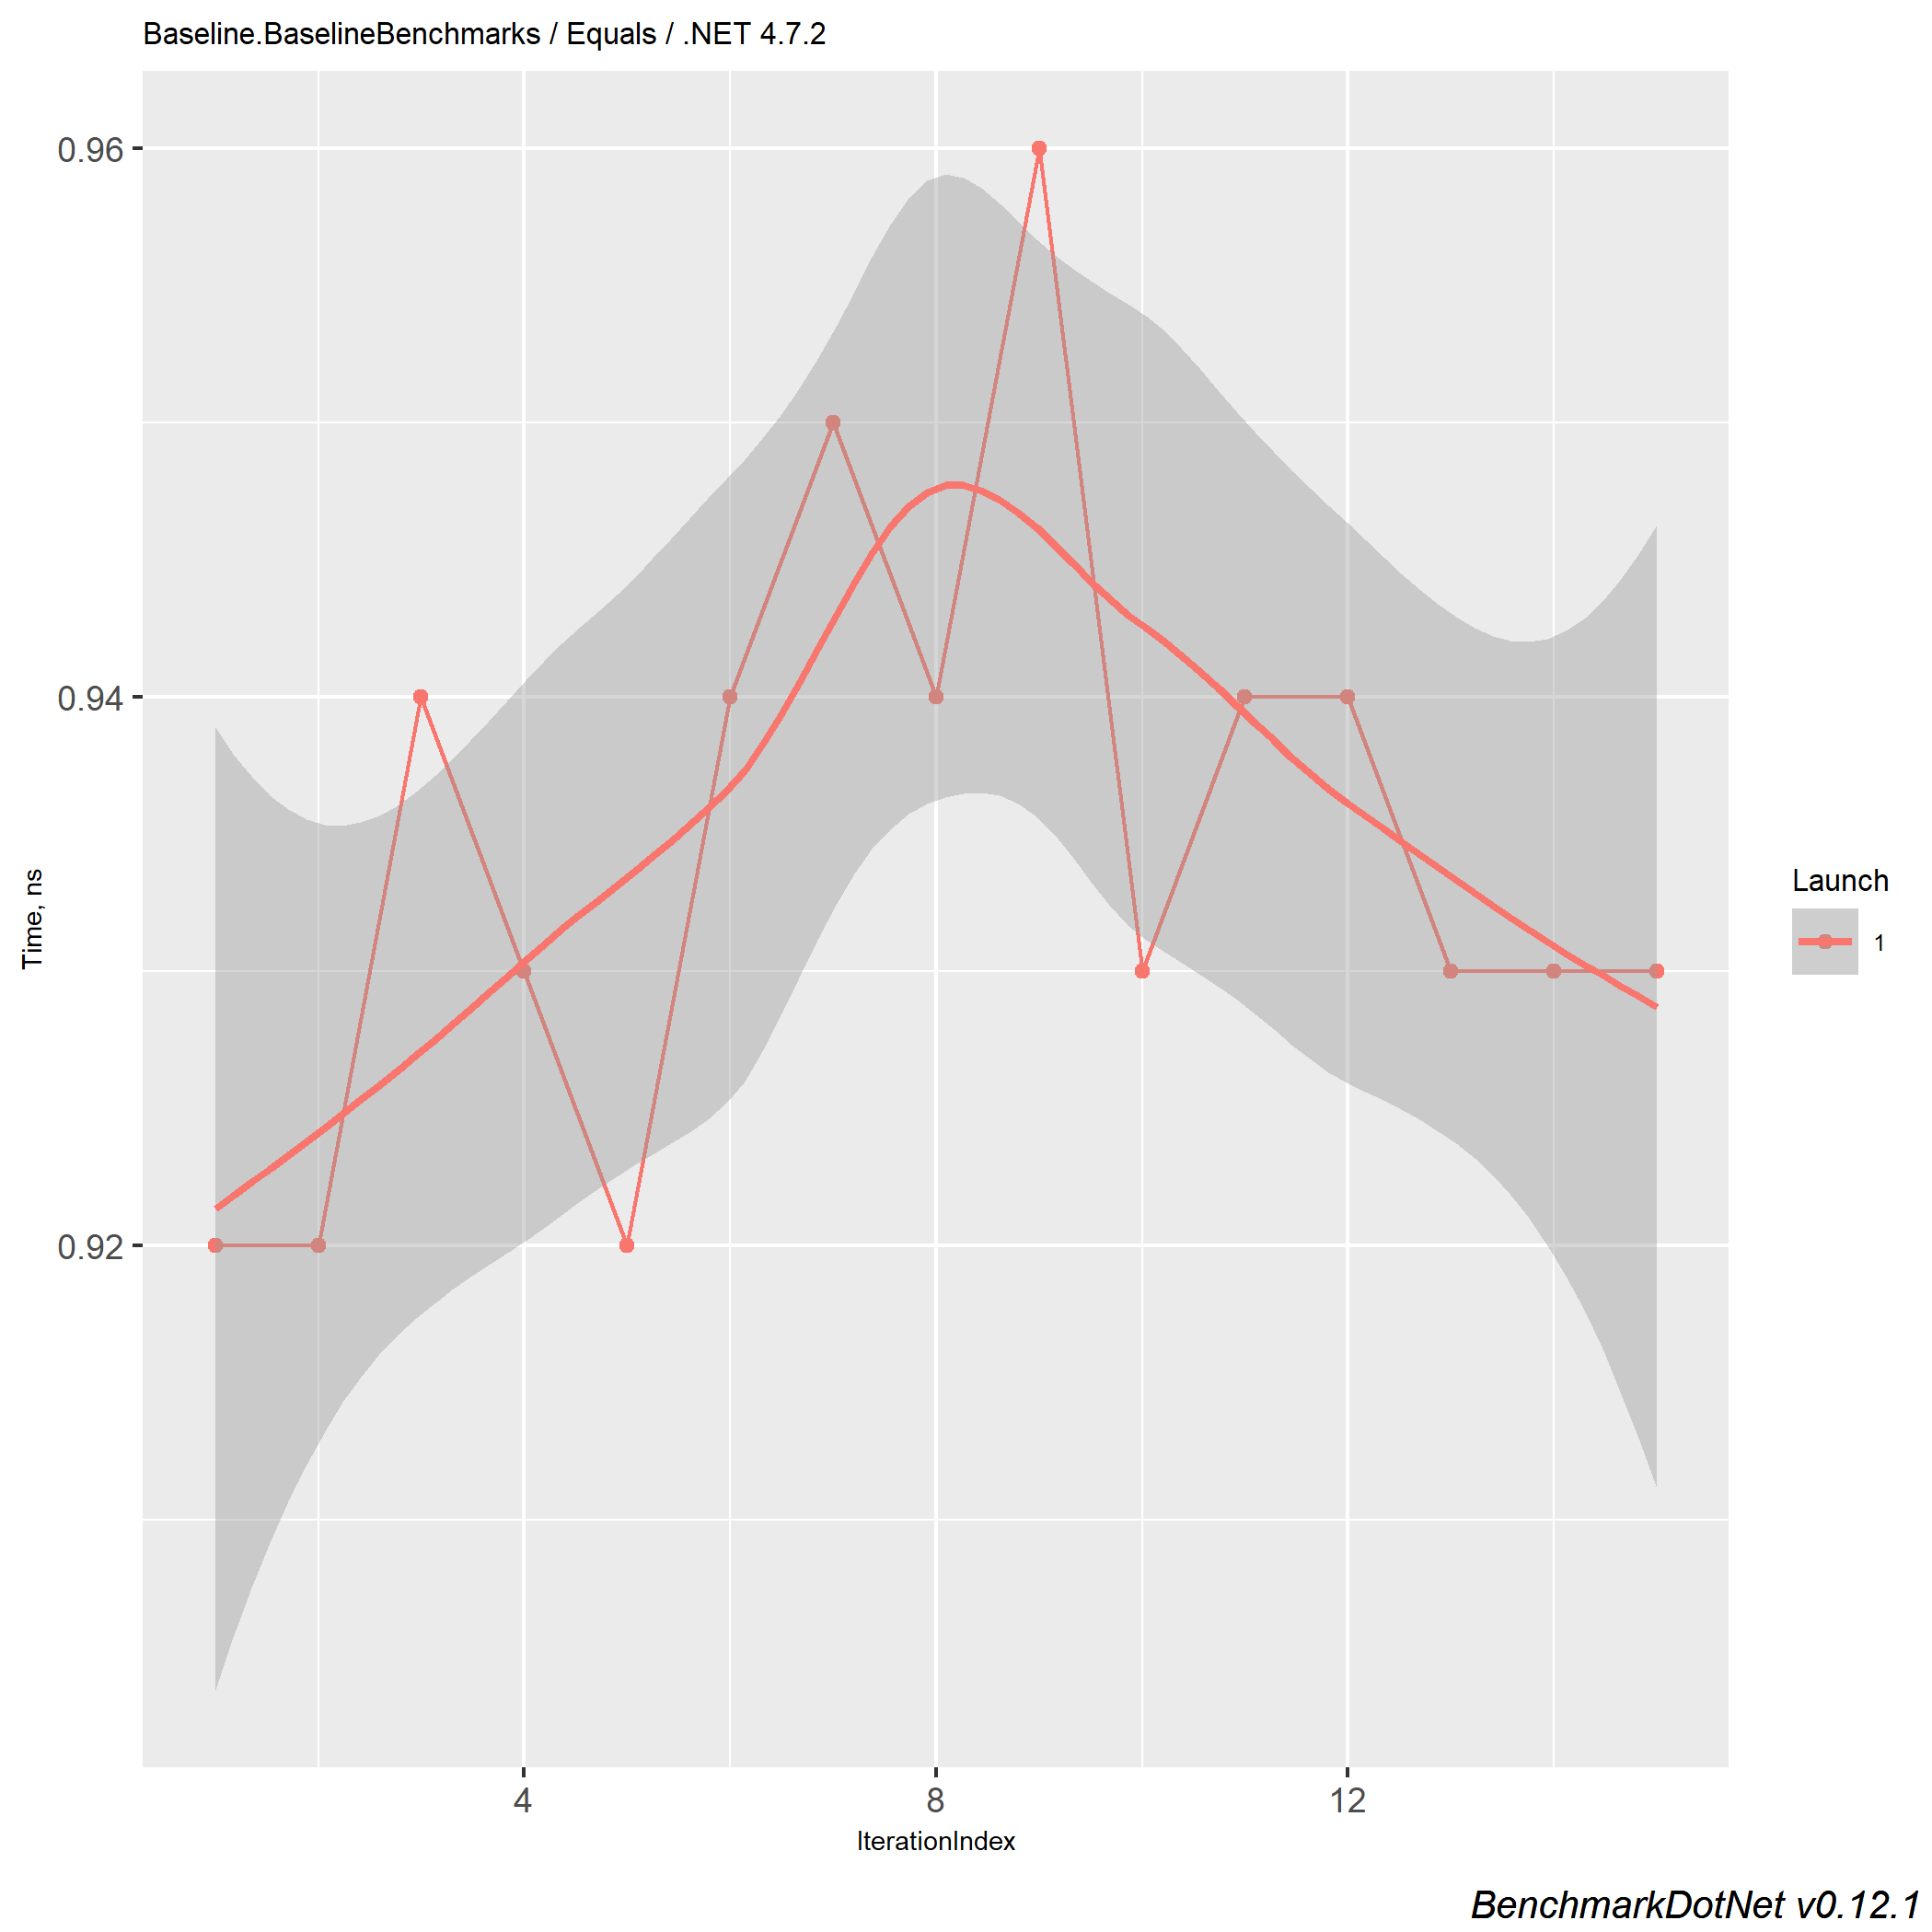 Baseline.BaselineBenchmarks / Equals / .NET 4.7.2
0.96
0.94
0.92
Time, ns
4
8
12
IterationIndex
Launch
1
BenchmarkDotNet v0.12.1